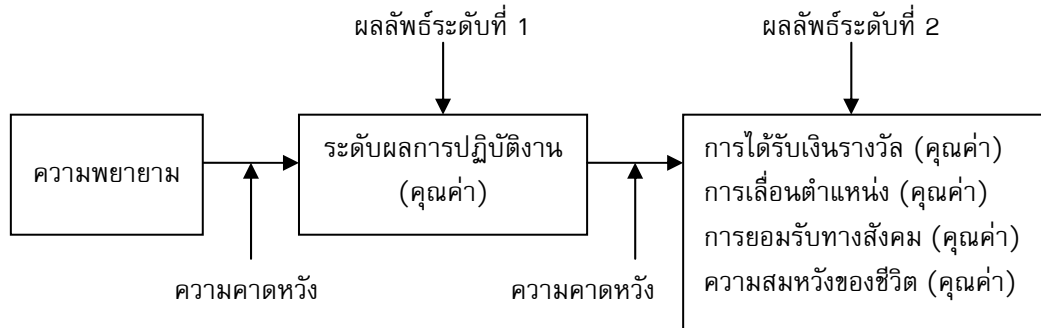 ผลลัพธ์ระดับที่ 1
ผลลัพธ์ระดับที่ 2
ความพยายาม
ระดับผลการปฏิบัติงาน
(คุณค่า)
การได้รับเงินรางวัล (คุณค่า)
การเลื่อนตำแหน่ง (คุณค่า)
การยอมรับทางสังคม (คุณค่า)
ความสมหวังของชีวิต (คุณค่า)
ความคาดหวัง
ความคาดหวัง